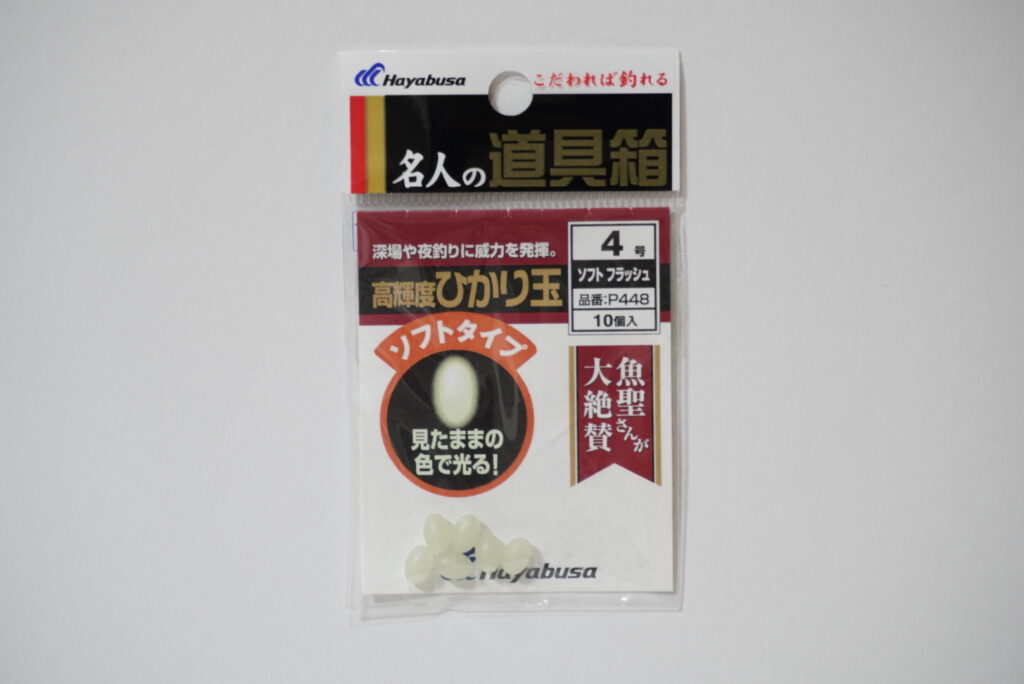 Hayabusa
こだわれば釣れる
名人の道具箱
深場や夜釣りに威力を発揮。
高輝度ひかり玉
4号
ソフト フラッシュ
品番:P448
10個入
ソフトタイプ
見たままの
色で光る!
魚聖さんが
大絶賛
Hayabusa